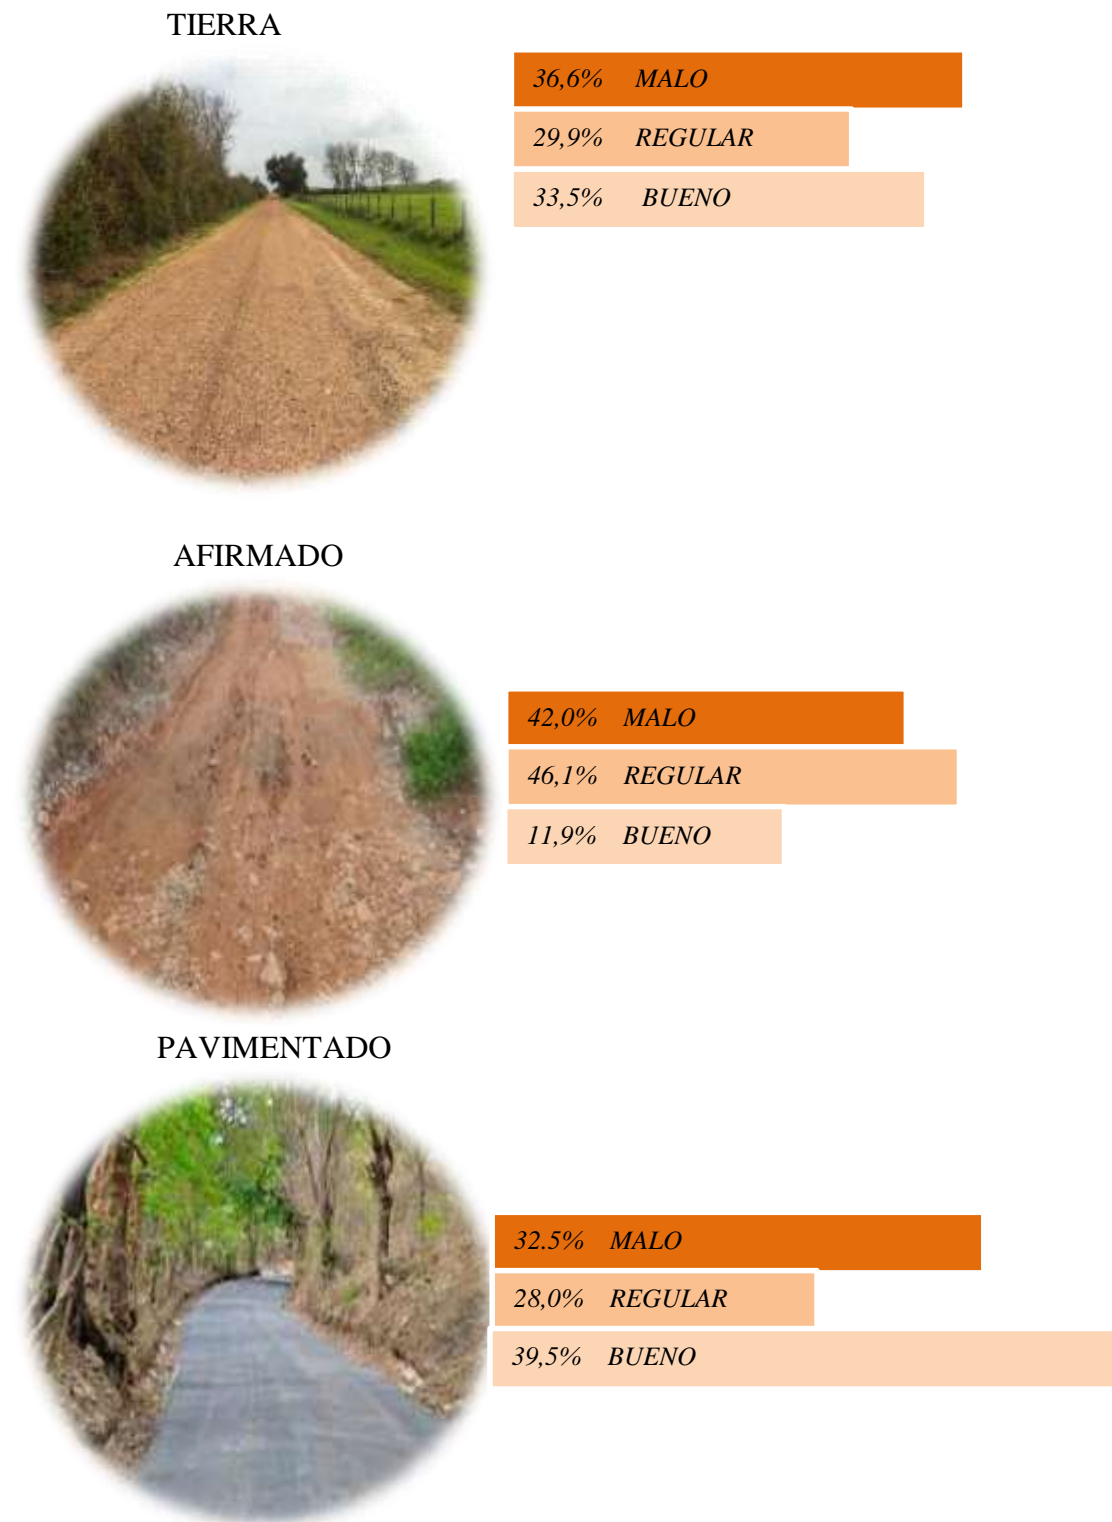 TIERRA
36,6% MALO
29,9% REGULAR
33,5% BUENO
AFIRMADO
42,0% MALO
46,1% REGULAR
11,9% BUENO
PAVIMENTADO
32.5% MALO
28,0% REGULAR
39,5% BUENO